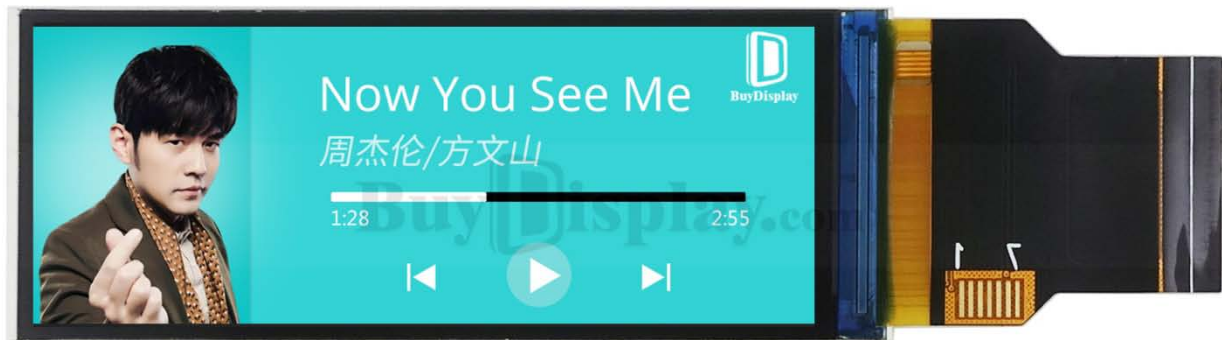 Now You See Me
BuyDisplay
周杰伦/方文山
BuyDisplay.com
1:28
2:55
1 7